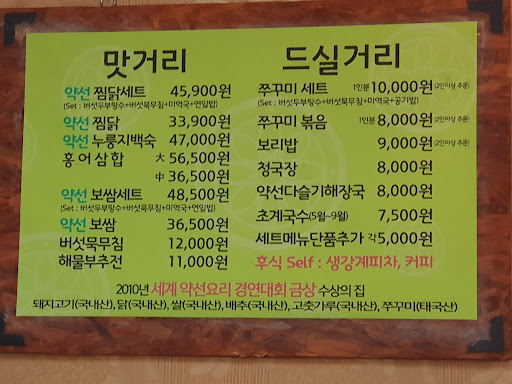 맛거리
약선 찜닭세트 45,900원
(Set : 버섯두부탕수+버섯묵무침+미역국+연잎밥)
약선 찜닭 33,900원
약선 누룽지백숙 47,000원
홍어삼합 大 56,500원
中 36,500원
약선 보쌈세트 48,500원
(Set : 버섯두부탕수+버섯묵무침+미역국+연잎밥)
약선 보쌈 36,500원
버섯묵무침 12,000원
해물부추전 11,000원
드실거리
쭈꾸미 세트 1인분 10,000원 (2인이상 주문)
(Set : 버섯두부탕수+버섯묵무침+미역국+공기밥)
쭈꾸미 볶음 1인분 8,000원 (2인이상 주문)
보리밥 9,000원 (2인이상 주문)
청국장 8,000원
약선다슬기해장국 8,000원
초계국수(5월~9월) 7,500원
세트메뉴단품추가 각 5,000원
후식 Self : 생강계피차, 커피
2010년 세계 약선요리 경연대회 금상 수상의 집
돼지고기(국내산), 닭(국내산), 쌀(국내산), 배추(국내산), 고춧가루(국내산), 쭈꾸미(태국산)